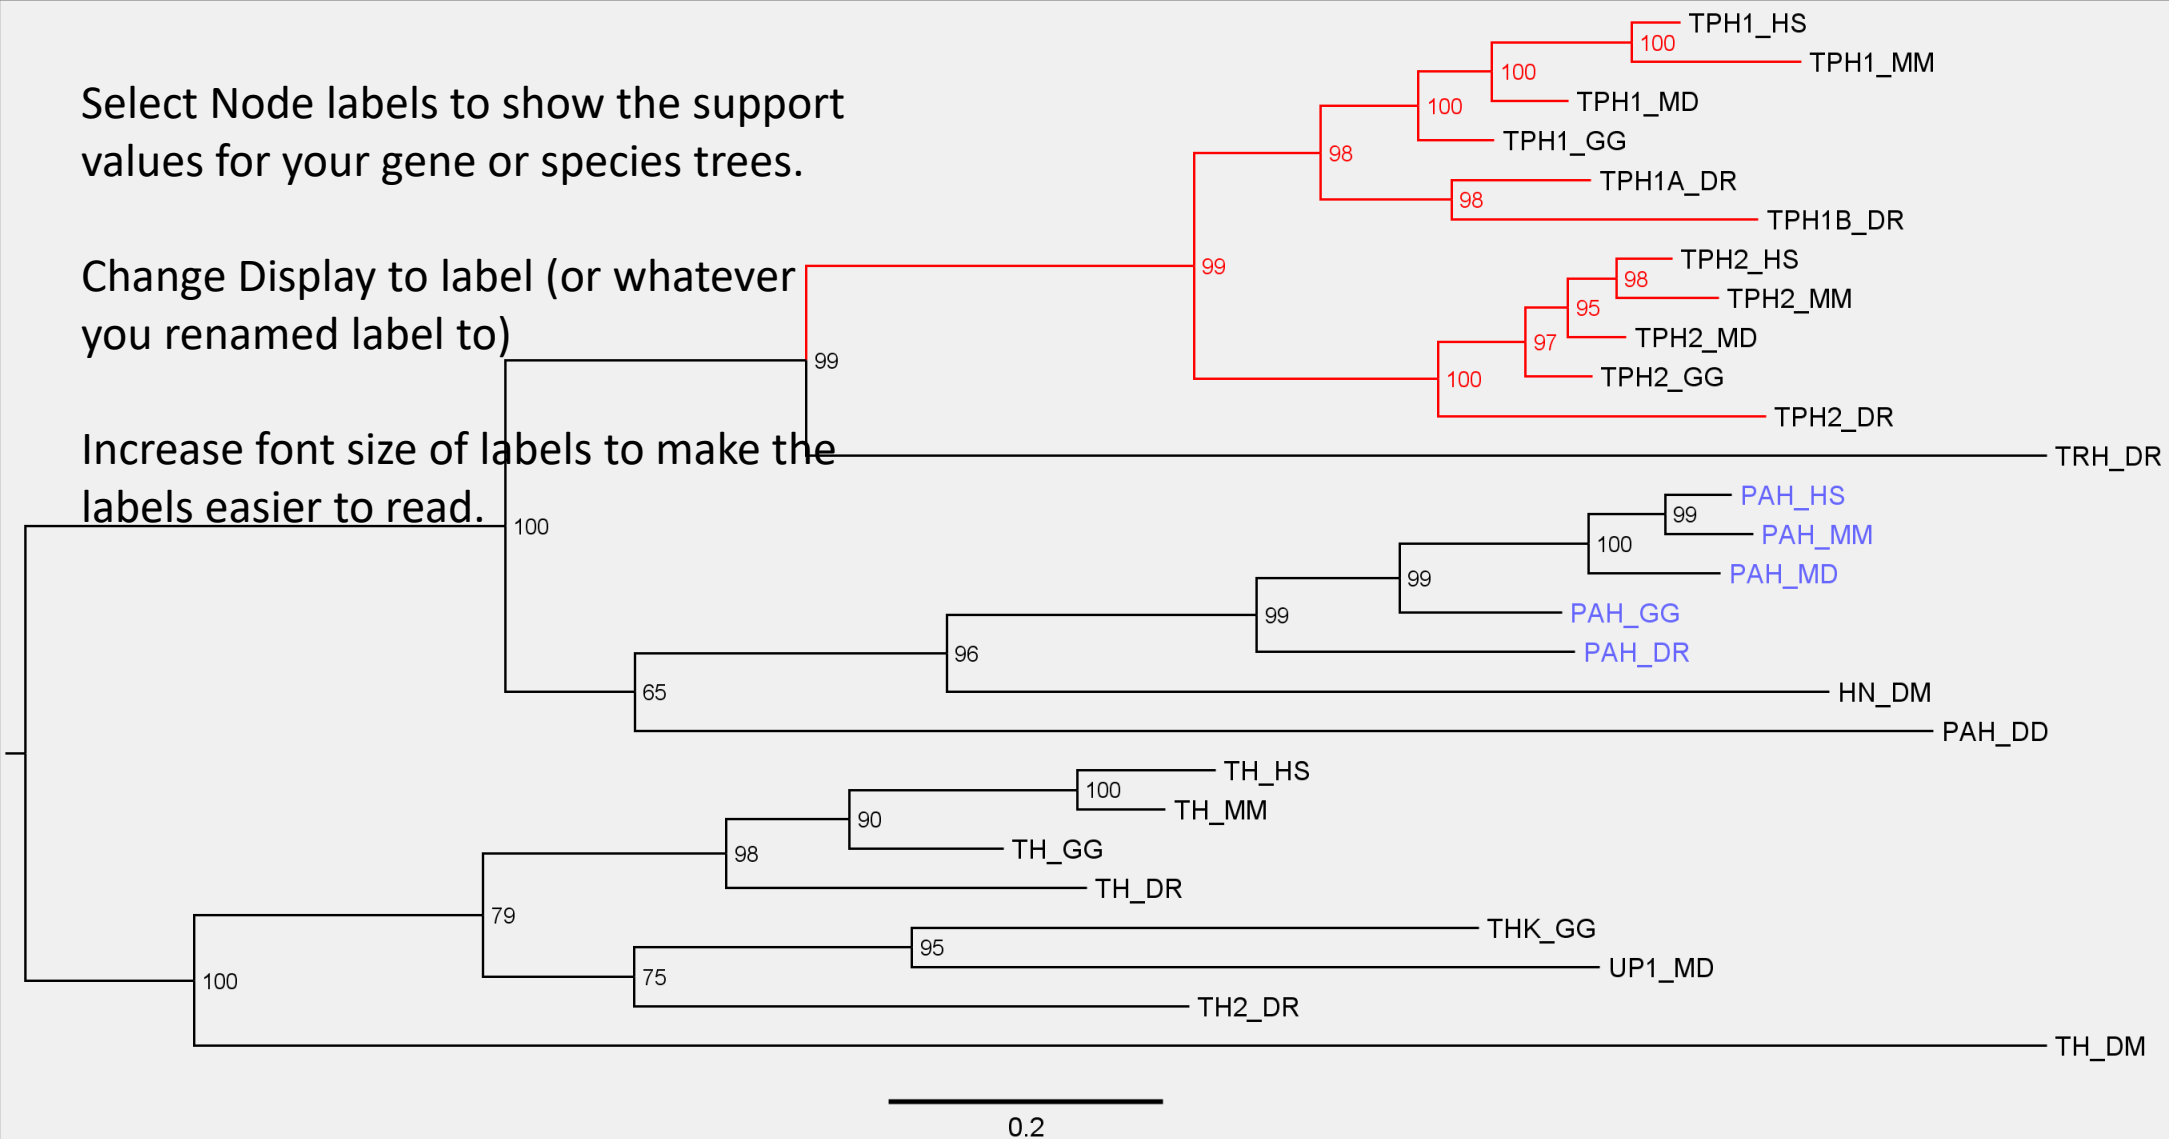 Select Node labels to show the support
values for your gene or species trees.
Change Display to label (or whatever
you renamed label to)
Increase font size of labels to make the
labels easier to read.
TPH1_HS
100
TPH1_MM
100
TPH1_MD
100
TPH1_GG
98
TPH1A_DR
98
TPH1B_DR
99
TPH2_HS
98
TPH2_MM
95
TPH2_MD
97
TPH2_GG
100
TPH2_DR
99
TRH_DR
100
PAH_HS
99
PAH_MM
100
PAH_MD
99
PAH_GG
99
PAH_DR
96
HN_DM
65
PAH_DD
TH_HS
100
TH_MM
90
TH_GG
98
TH_DR
79
THK_GG
95
UP1_MD
75
TH2_DR
100
TH_DM
0.2